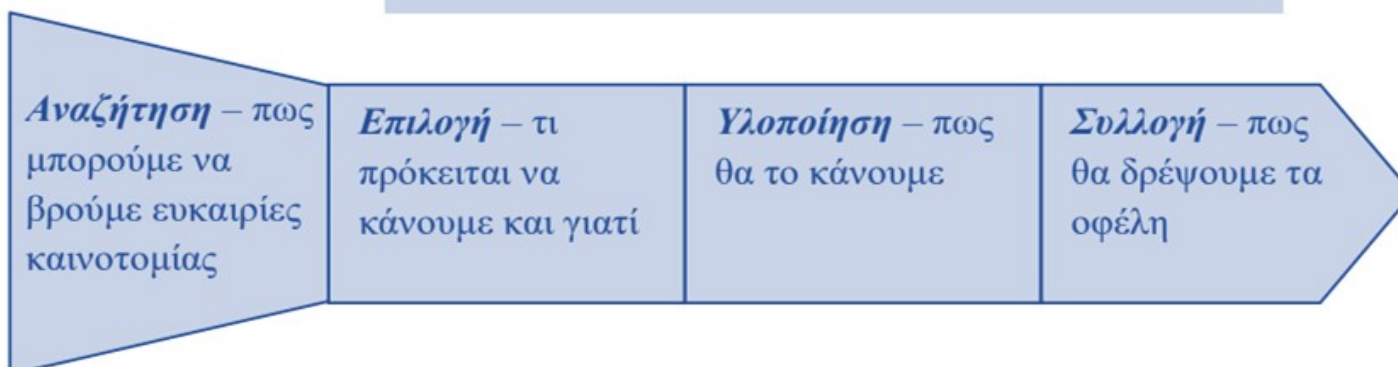 Αναζήτηση – πως
μπορούμε να
βρούμε ευκαιρίες
καινοτομίας
Επιλογή – τι
πρόκειται να
κάνουμε και γιατί
Υλοποίηση – πως
θα το κάνουμε
Συλλογή – πως
θα δρέψουμε τα
οφέλη